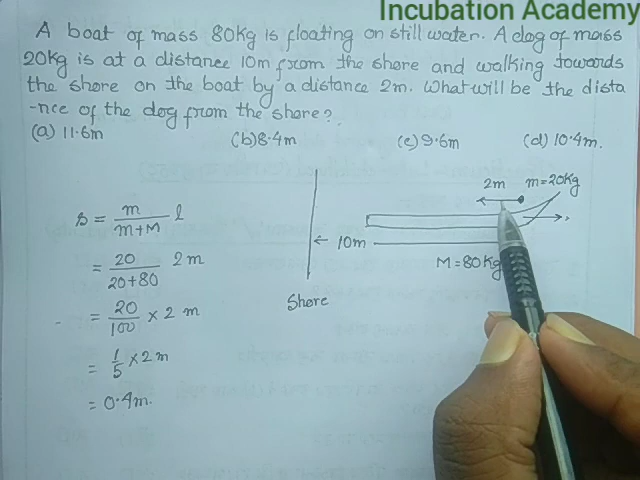 Incubation Academy
A boat of mass 80Kg is floating on still water. A dog of mass
20Kg is at a distance 10m from the shore and walking towards
the shore on the boat by a distance 2m. What will be the dista
-nce of the dog from the shore?
(a) 11.6m (b) 8.4m (c) 9.6m (d) 10.4m.
s = m/(m+M) l
= 20/(20+80) 2m
= 20/100 × 2 m
= 1/5 × 2m
= 0.4m.
2m m=20Kg
10m
M=80Kg
Shore